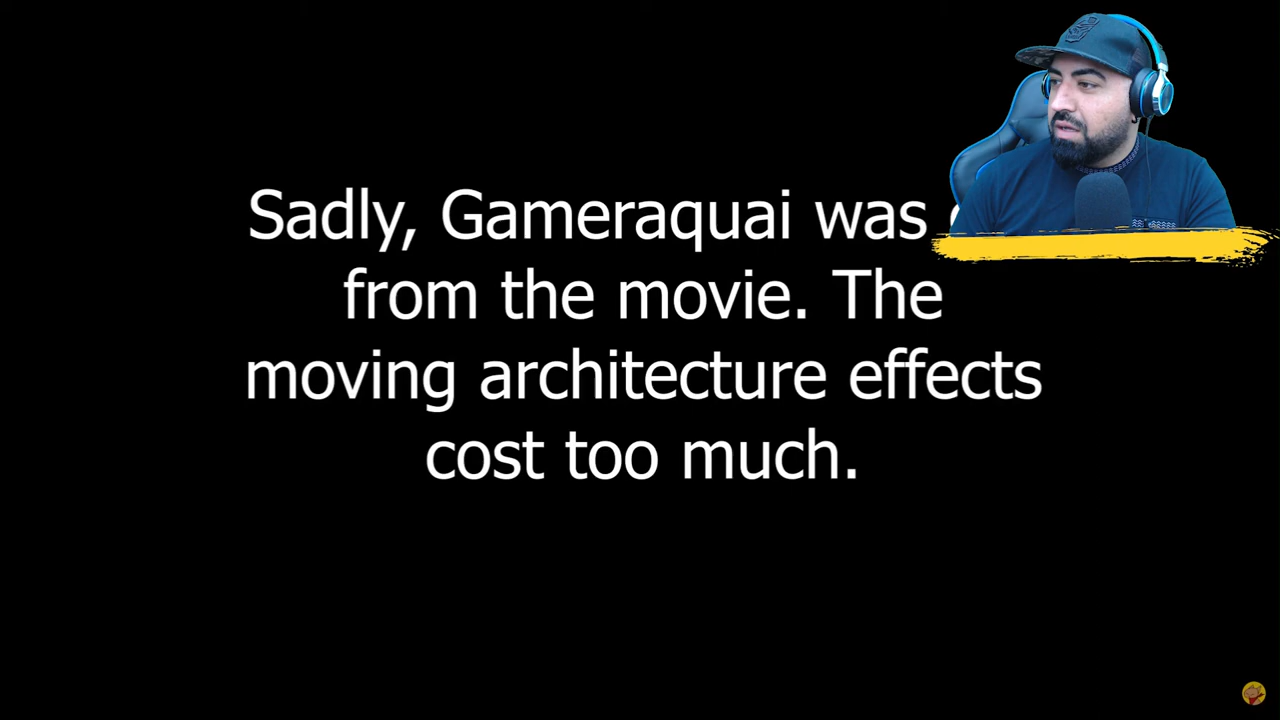 Sadly, Gameraquai was
from the movie. The
moving architecture effects
cost too much.